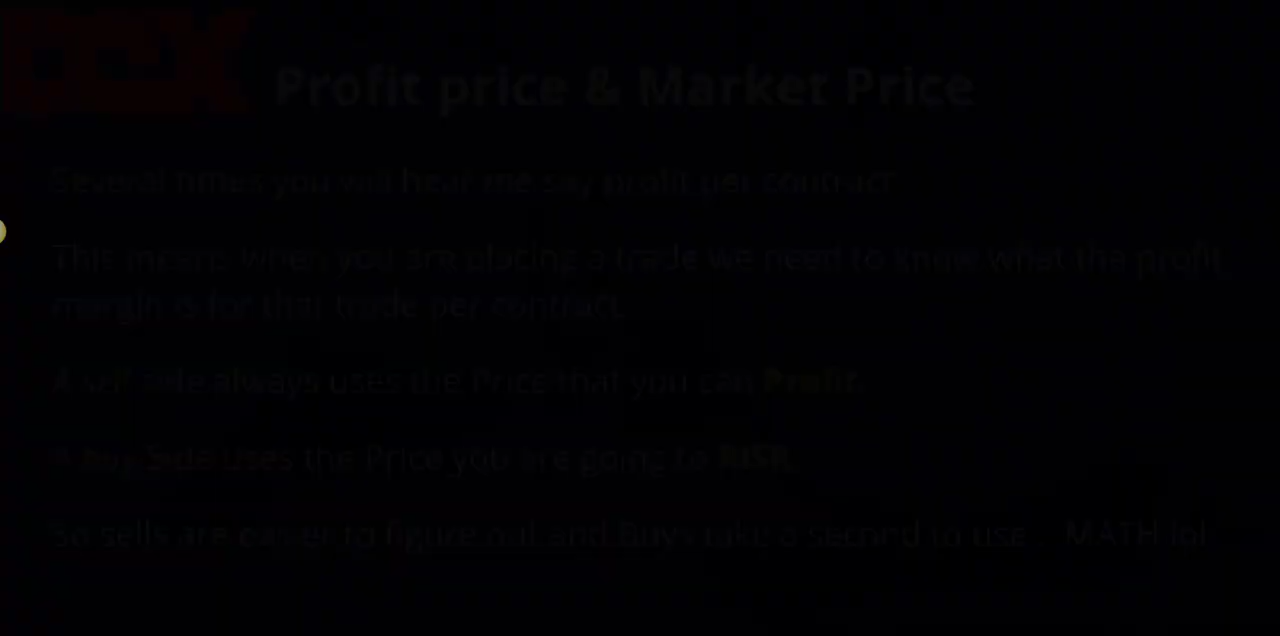 Profit price & Market Price
Several times you will hear me say profit per contract
This means when you are placing a trade we need to know what the profit
margin is for that trade per contract
A sell side always uses the Price that you can Profit.
A Buy Side Uses the Price you are going to RISK
So sells are easier to figure out and Buys take a second to use MATH lol